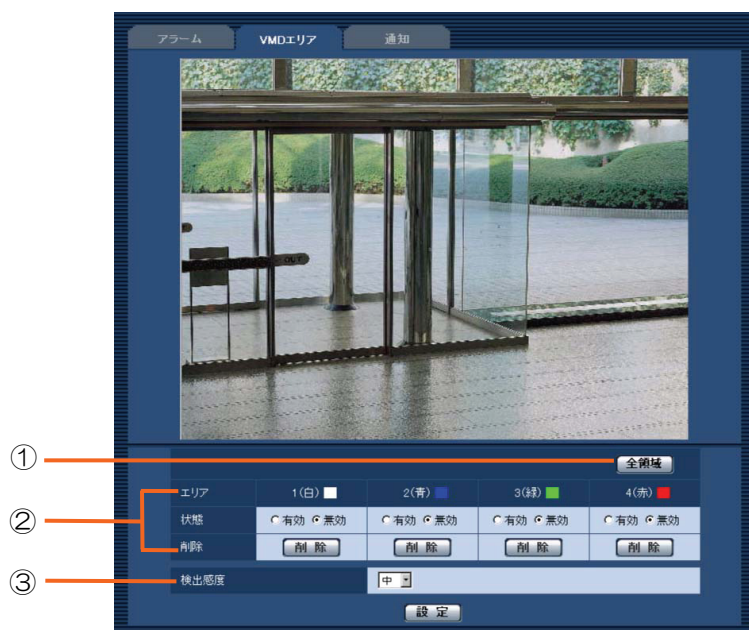 アラーム VMDエリア 通知
OUT
① 全領域
② エリア 1(白) 2(青) 3(緑) 4(赤)
状態 有効 無効 有効 無効 有効 無効 有効 無効
削除 削除 削除 削除 削除
③ 検出感度 中
設定